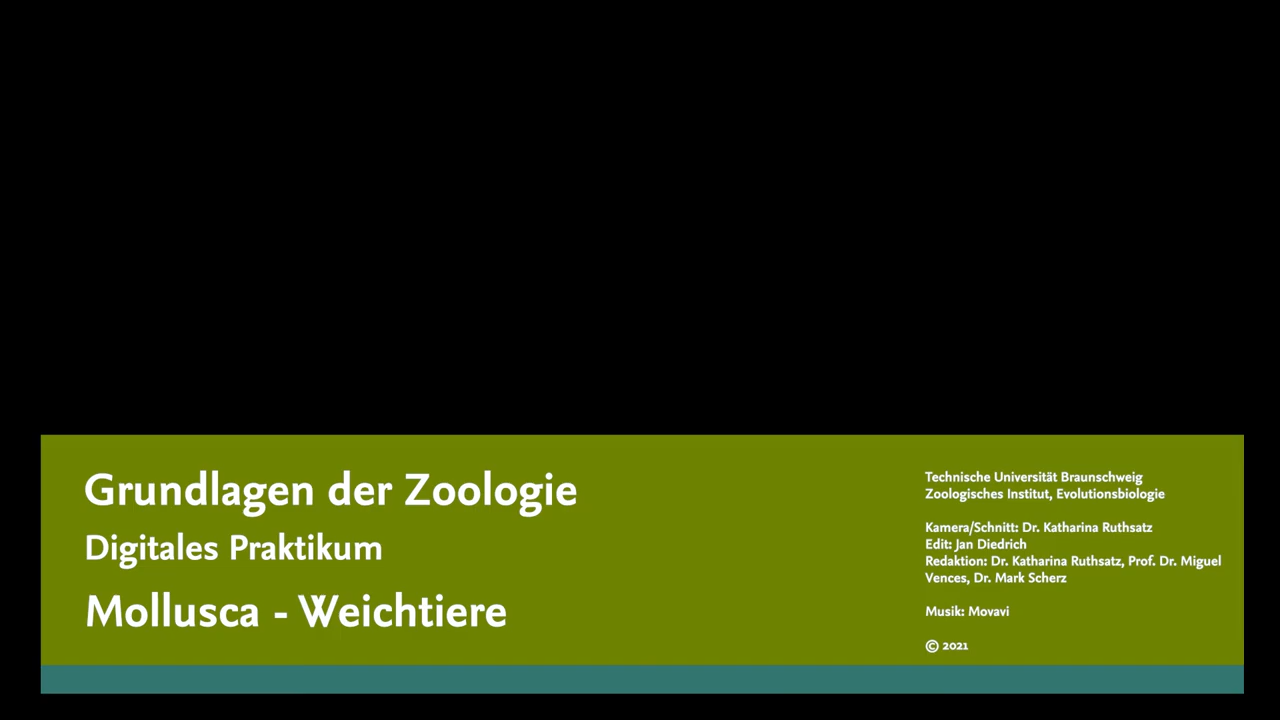 Grundlagen der Zoologie
Digitales Praktikum
Mollusca - Weichtiere
Technische Universität Braunschweig
Zoologisches Institut, Evolutionsbiologie
Kamera/Schnitt: Dr. Katharina Ruthsatz
Edit: Jan Diedrich
Redaktion: Dr. Katharina Ruthsatz, Prof. Dr. Miguel
Vences, Dr. Mark Scherz
Musik: Movavi
© 2021